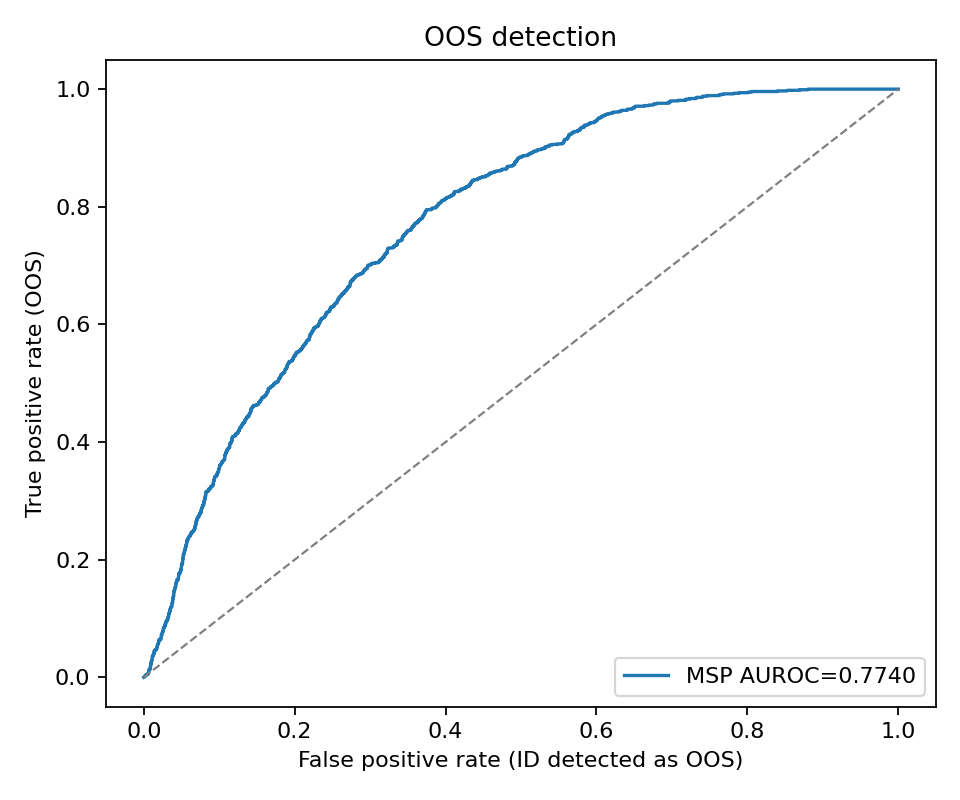 OOS detection
True positive rate (OOS)
1.0
0.8
0.6
0.4
0.2
0.0
MSP AUROC=0.7740
0.0 0.2 0.4 0.6 0.8 1.0
False positive rate (ID detected as OOS)